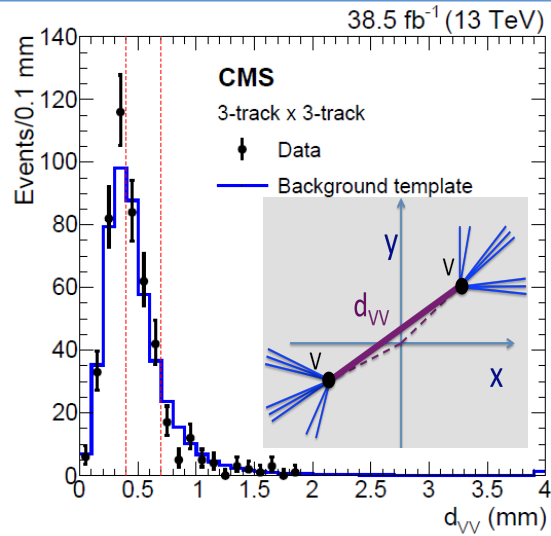 38.5 fb⁻¹ (13 TeV)
Events/0.1 mm
140
120
100
80
60
40
20
0
CMS
3-track x 3-track
Data
Background template
y
V
d_VV
V
x
0 0.5 1 1.5 2 2.5 3 3.5 4
d_VV (mm)